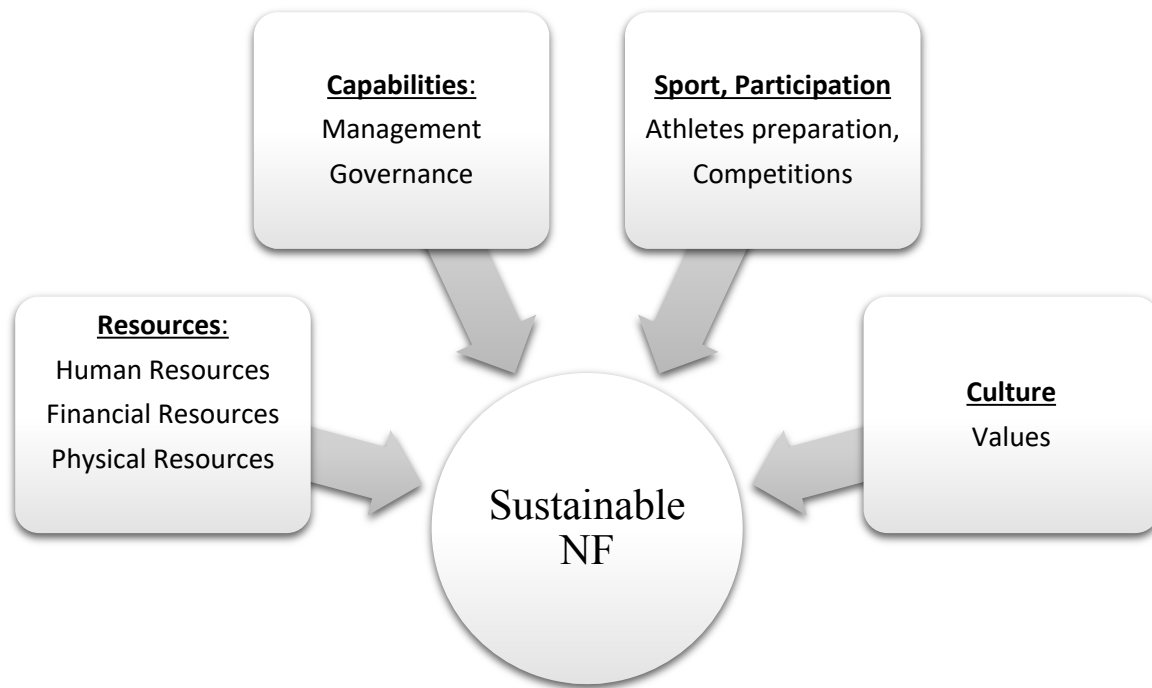 Capabilities:
Management
Governance
Sport, Participation
Athletes preparation,
Competitions
Resources:
Human Resources
Financial Resources
Physical Resources
Culture
Values
Sustainable
NF